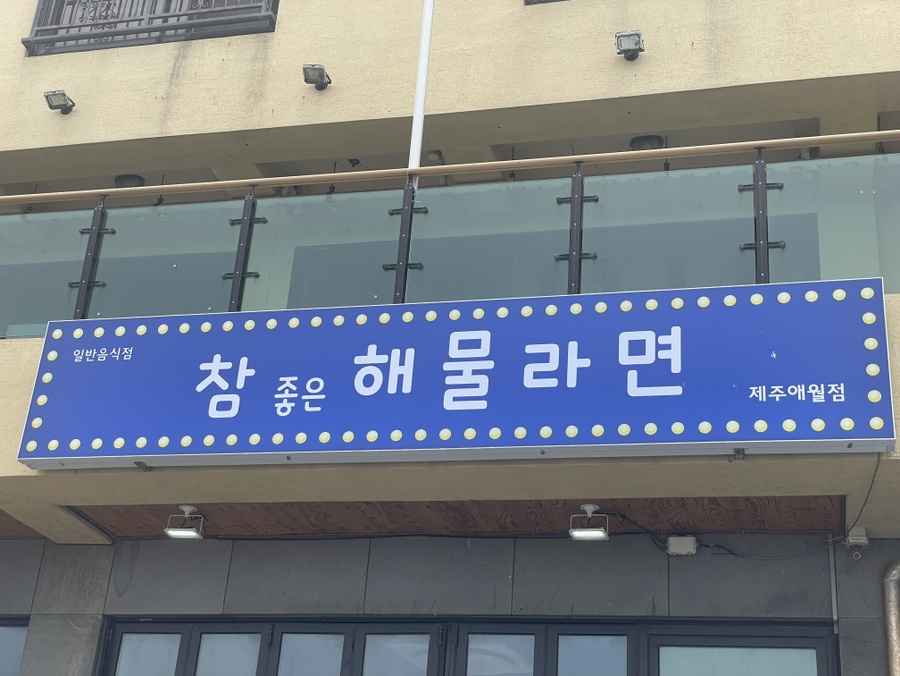 일반음식점
참 좋은 해물라면
제주애월점